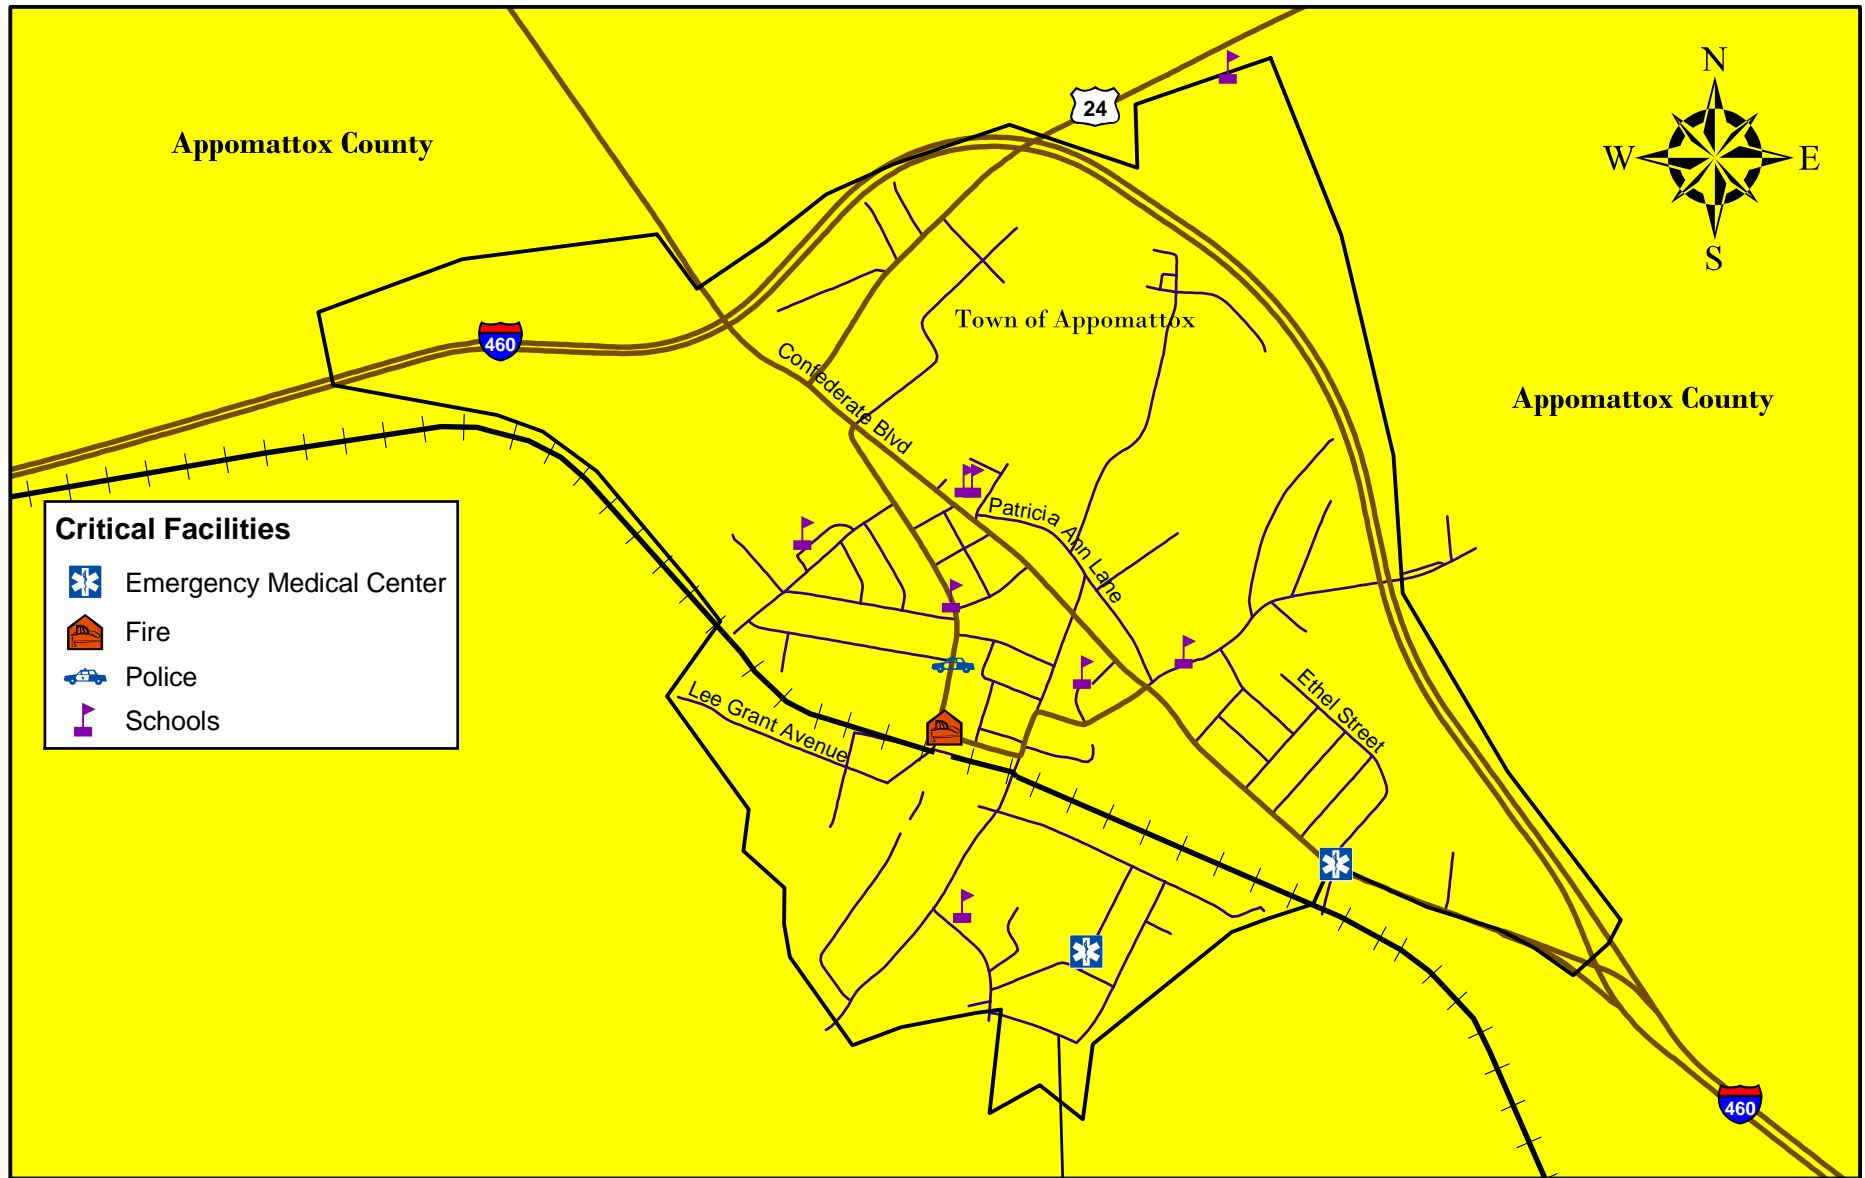 N
24
Appomattox County
W
E
S
Town of Appomattox
460
Confederate Blvd
Appomattox County
Patricia Ann Lane
Critical Facilities
Emergency Medical Center
Fire
Police
Schools
Lee Grant Avenue
Ethel Street
460